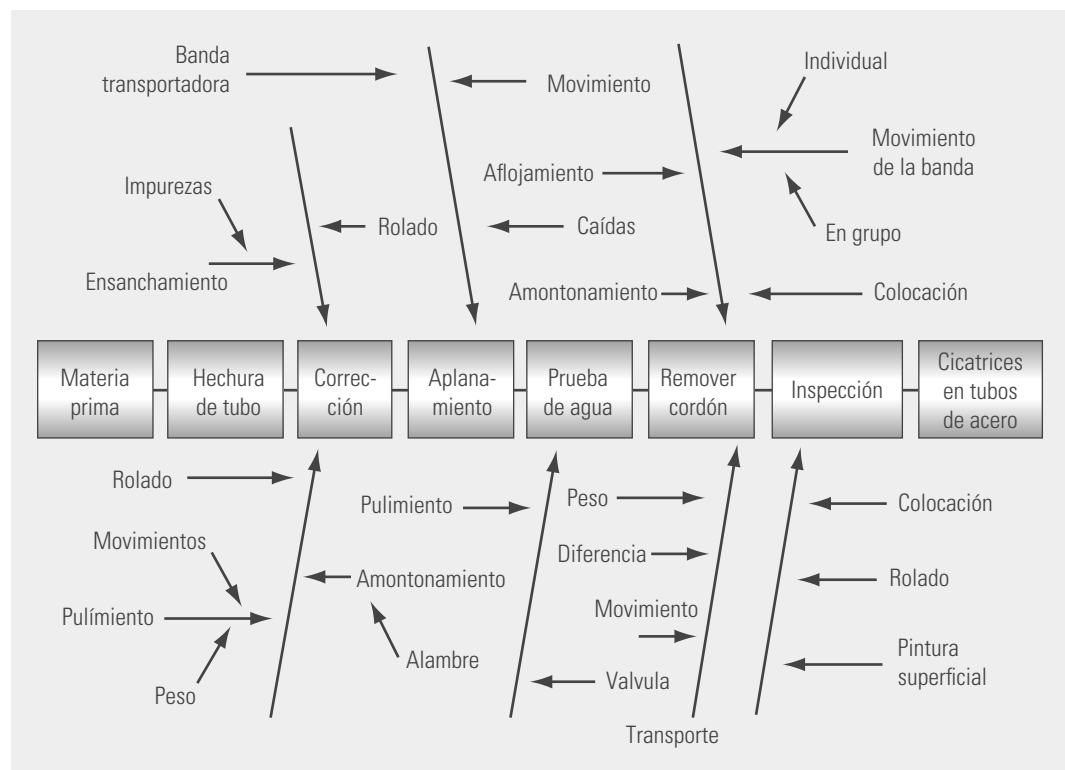 Banda
transportadora
Movimiento
Individual
Movimiento
de la banda
Aflojamiento
Impurezas
Rolado
Caídas
En grupo
Ensanchamiento
Amontonamiento
Colocación
Materia
prima
Hechura
de tubo
Correc-
ción
Aplana-
miento
Prueba
de agua
Remover
cordón
Inspección
Cicatrices
en tubos
de acero
Rolado
Pulimiento
Peso
Colocación
Movimientos
Diferencia
Amontonamiento
Rolado
Pulímiento
Movimiento
Alambre
Pintura
superficial
Peso
Valvula
Transporte